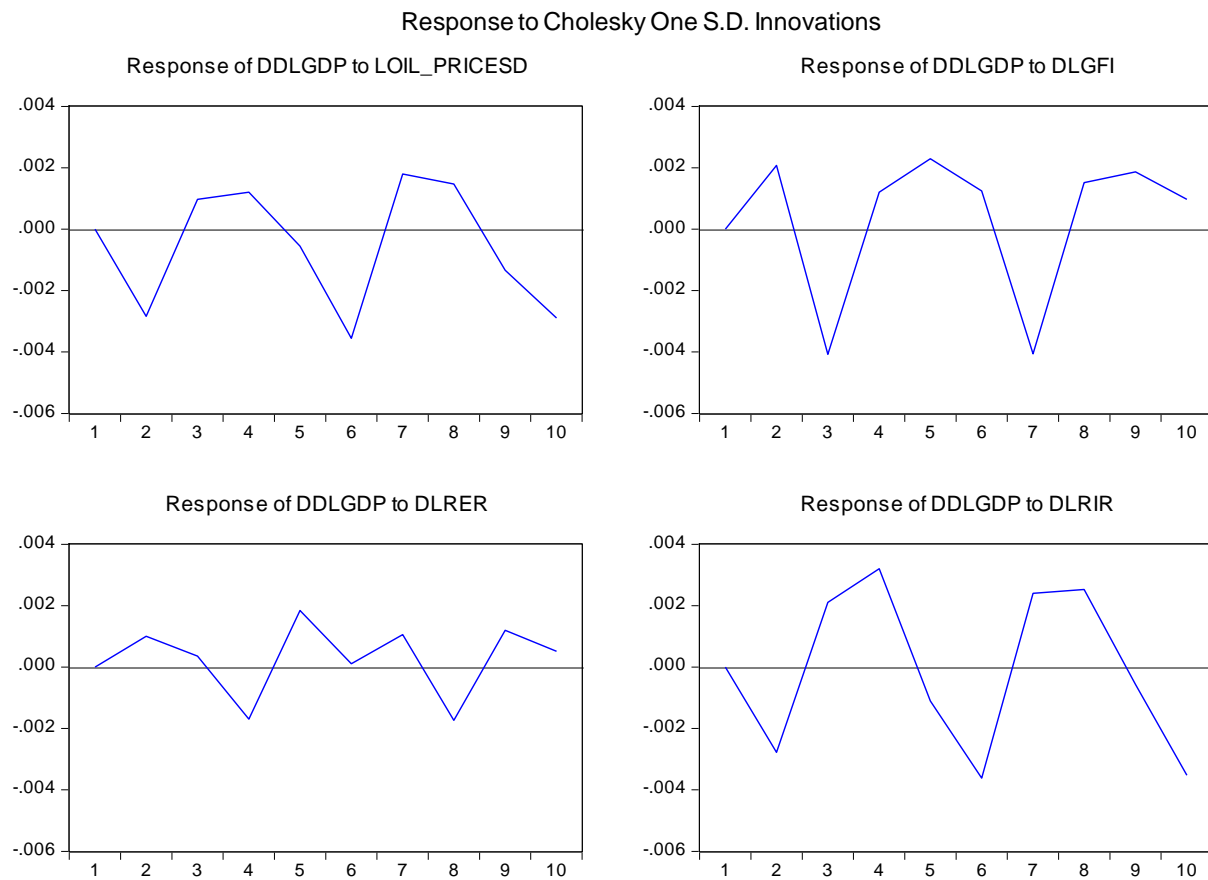 Response to Cholesky One S.D. Innovations
Response of DDLGDP to LOIL_PRICESD
.004
.002
.000
-.002
-.004
-.006
1 2 3 4 5 6 7 8 9 10
Response of DDLGDP to DLGFI
.004
.002
.000
-.002
-.004
-.006
1 2 3 4 5 6 7 8 9 10
Response of DDLGDP to DLRER
.004
.002
.000
-.002
-.004
-.006
1 2 3 4 5 6 7 8 9 10
Response of DDLGDP to DLRIR
.004
.002
.000
-.002
-.004
-.006
1 2 3 4 5 6 7 8 9 10